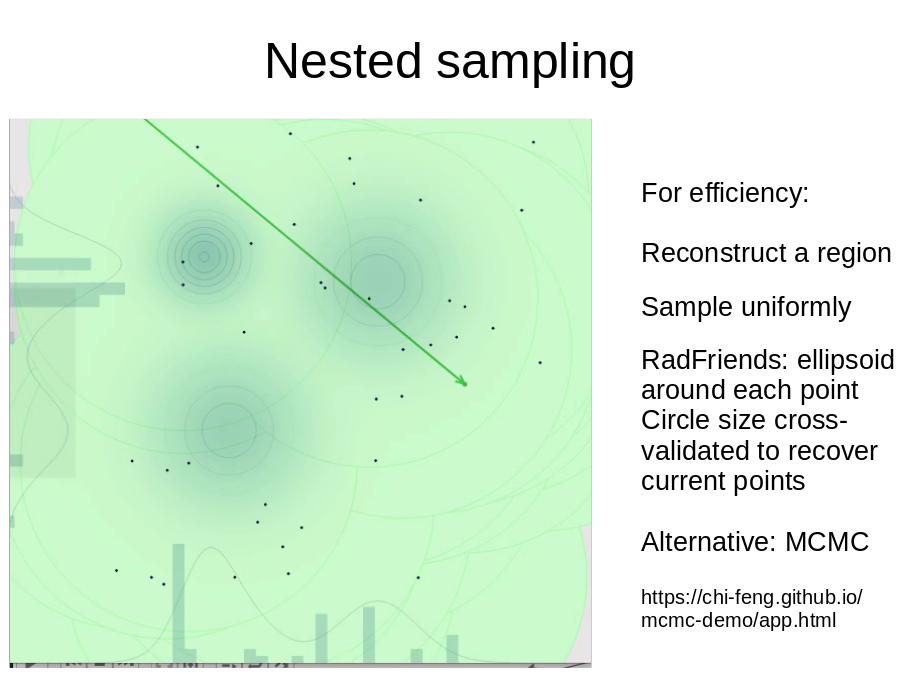 Nested sampling
For efficiency:
Reconstruct a region
Sample uniformly
RadFriends: ellipsoid
around each point
Circle size cross-
validated to recover
current points
Alternative: MCMC
https://chi-feng.github.io/
mcmc-demo/app.html